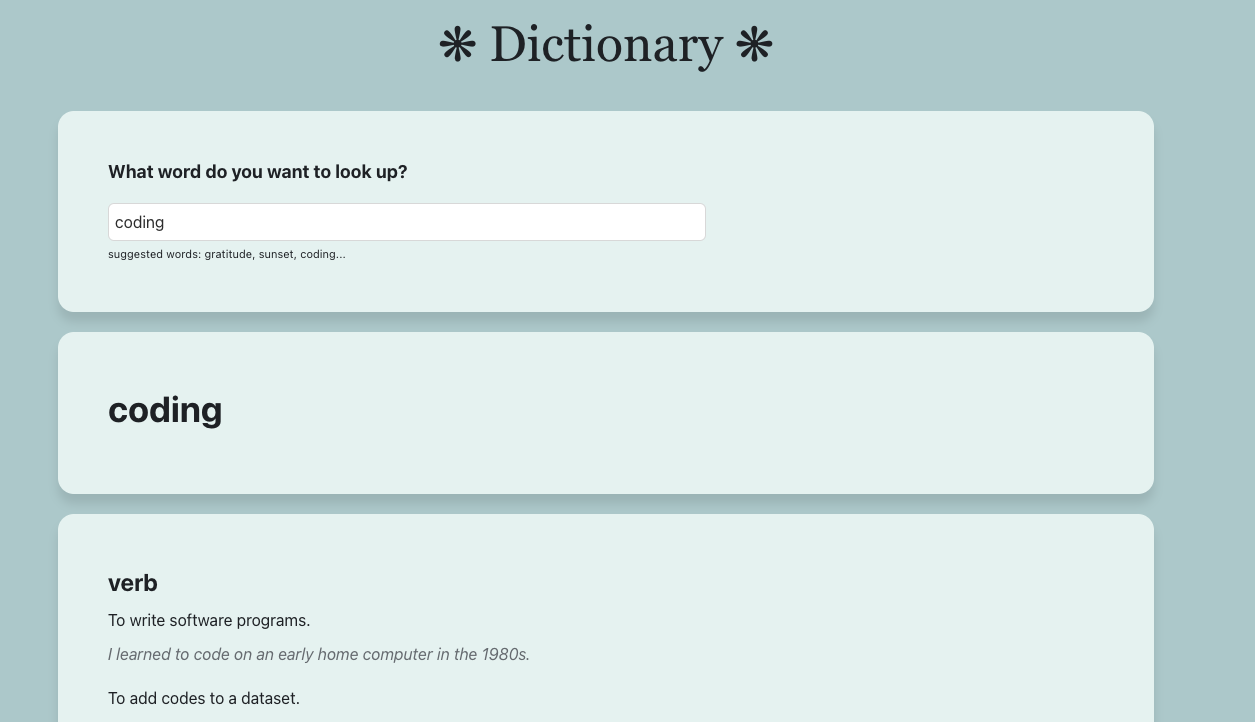 ❋ Dictionary ❋
What word do you want to look up?
coding
suggested words: gratitude, sunset, coding...
coding
verb
To write software programs.
I learned to code on an early home computer in the 1980s.
To add codes to a dataset.